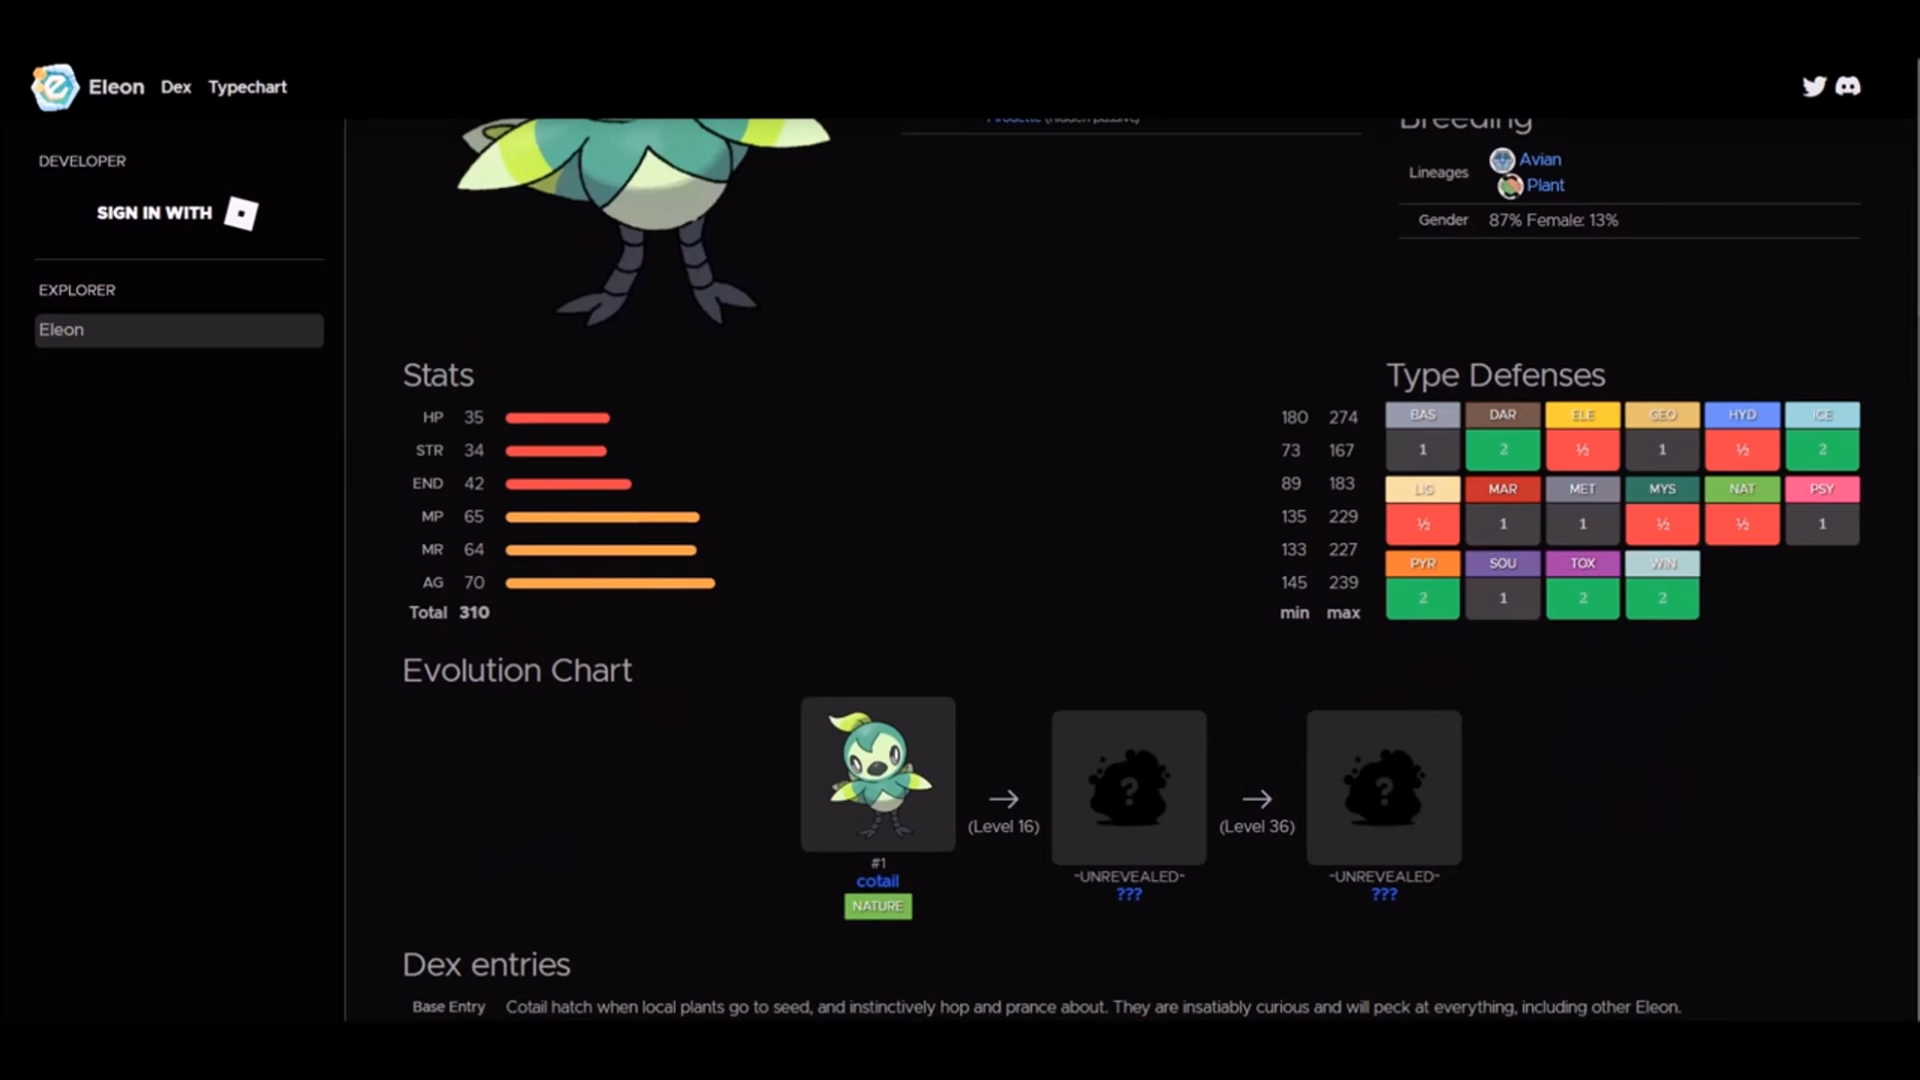 Eleon Dex Typechart
DEVELOPER
SIGN IN WITH
EXPLORER
Eleon
Breeding
Lineages Avian
Plant
Gender 87% Female: 13%
Stats
HP 35 180 274
STR 34 73 167
END 42 89 183
MP 65 135 229
MR 64 133 227
AG 70 145 239
Total 310 min max
Type Defenses
BAS DAR ELE GEO HYD ICE
1 2 ½ 1 ½ 2
LIG MAR MET MYS NAT PSY
½ 1 1 ½ ½ 1
PYR SOU TOX WIN
2 1 2 2
Evolution Chart
#1
cotail
NATURE
(Level 16)
?
-UNREVEALED-
???
(Level 36)
?
-UNREVEALED-
???
Dex entries
Base Entry Cotail hatch when local plants go to seed, and instinctively hop and prance about. They are insatiably curious and will peck at everything, including other Eleon.